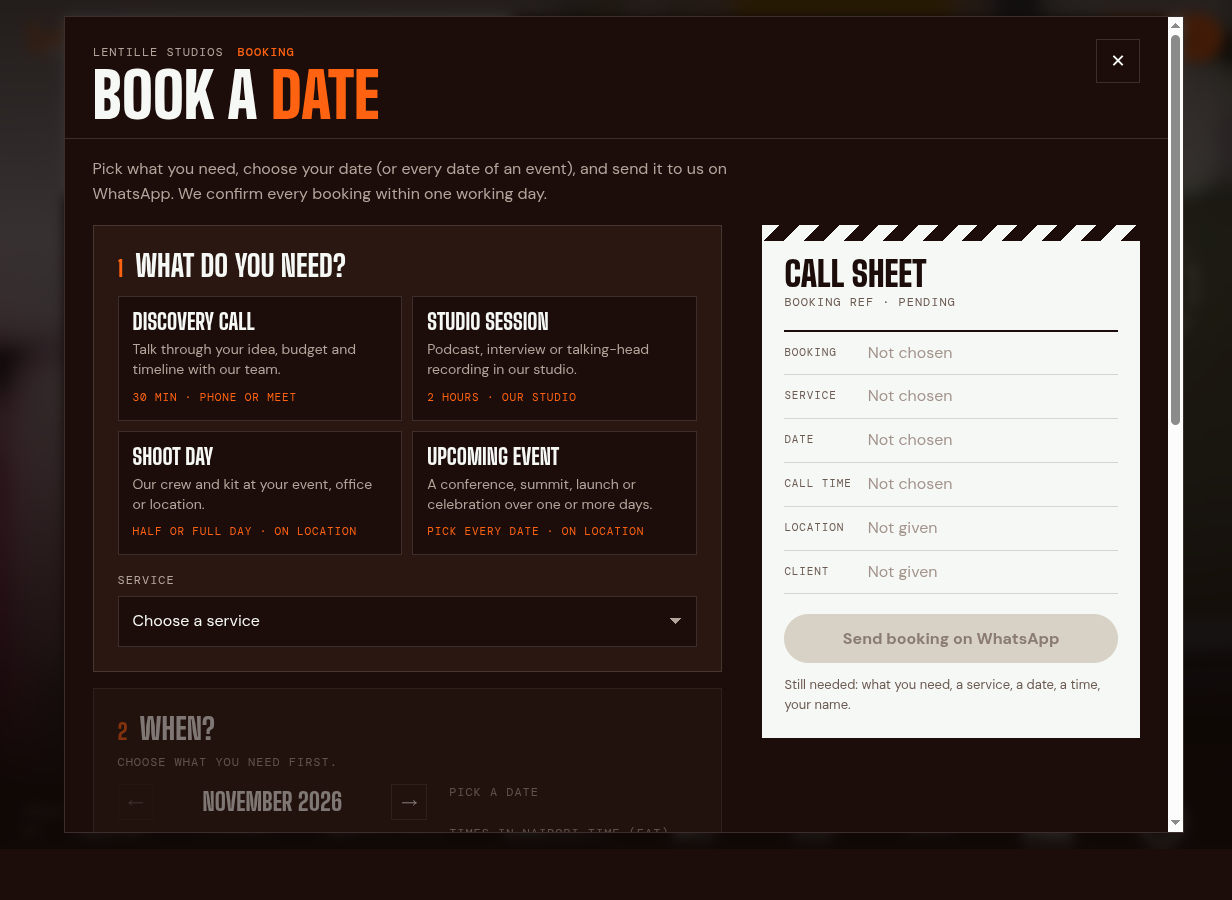 LENTILLE STUDIOS BOOKING
BOOK A DATE
✕
Pick what you need, choose your date (or every date of an event), and send it to us on
WhatsApp. We confirm every booking within one working day.
1 WHAT DO YOU NEED?
DISCOVERY CALL
Talk through your idea, budget and
timeline with our team.
30 MIN · PHONE OR MEET
STUDIO SESSION
Podcast, interview or talking-head
recording in our studio.
2 HOURS · OUR STUDIO
SHOOT DAY
Our crew and kit at your event, office
or location.
HALF OR FULL DAY · ON LOCATION
UPCOMING EVENT
A conference, summit, launch or
celebration over one or more days.
PICK EVERY DATE · ON LOCATION
SERVICE
Choose a service
2 WHEN?
CHOOSE WHAT YOU NEED FIRST.
← NOVEMBER 2026 →
PICK A DATE
TIMES IN NAIROBI TIME (EAT)
CALL SHEET
BOOKING REF · PENDING
BOOKING Not chosen
SERVICE Not chosen
DATE Not chosen
CALL TIME Not chosen
LOCATION Not given
CLIENT Not given
Send booking on WhatsApp
Still needed: what you need, a service, a date, a time,
your name.